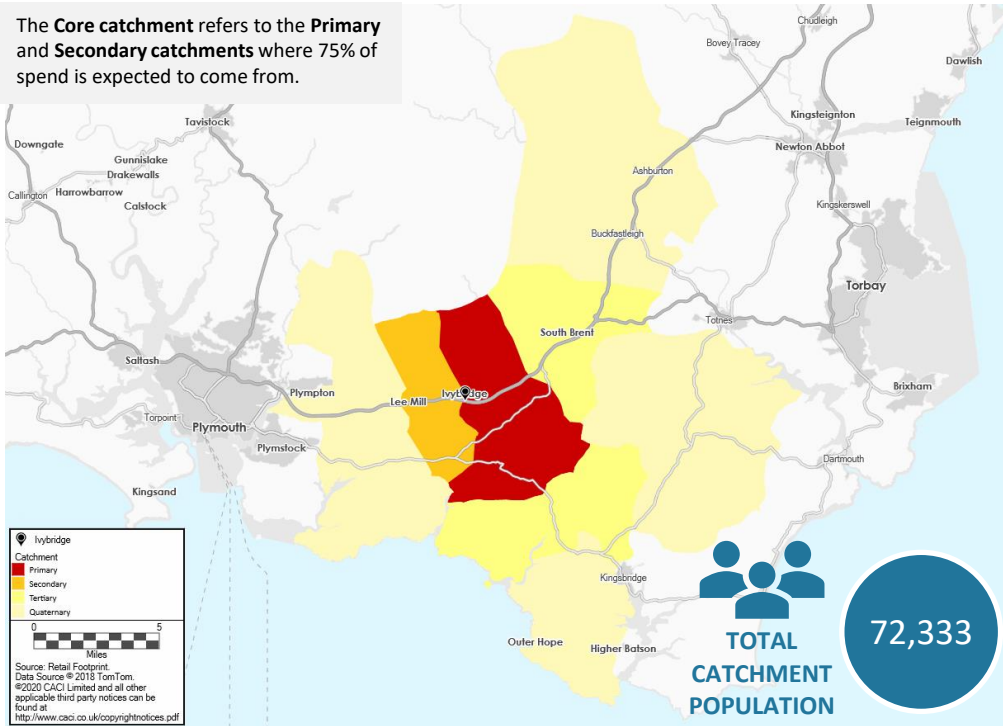 The Core catchment refers to the Primary
and Secondary catchments where 75% of
spend is expected to come from.
Chudleigh
Bovey Tracey
Dawlish
Tavistock
Kingsteignton
Teignmouth
Downgate
Gunnislake
Newton Abbot
Drakewalls
Ashburton
Callington
Harrowbarrow
Calstock
Kingskerswell
Buckfastleigh
Torbay
South Brent
Totnes
Saltash
Plympton
Lee Mill
Ivybridge
Brixham
Torpoint
Plymouth
Plymstock
Dartmouth
Kingsand
Kingsbridge
Outer Hope
Higher Batson
Ivybridge
Catchment
Primary
Secondary
Tertiary
Quaternary
0 5
Miles
Source: Retail Footprint.
Data Source © 2018 TomTom.
©2020 CACI Limited and all other
applicable third party notices can be
found at
http://www.caci.co.uk/copyrightnotices.pdf
TOTAL
CATCHMENT
POPULATION
72,333